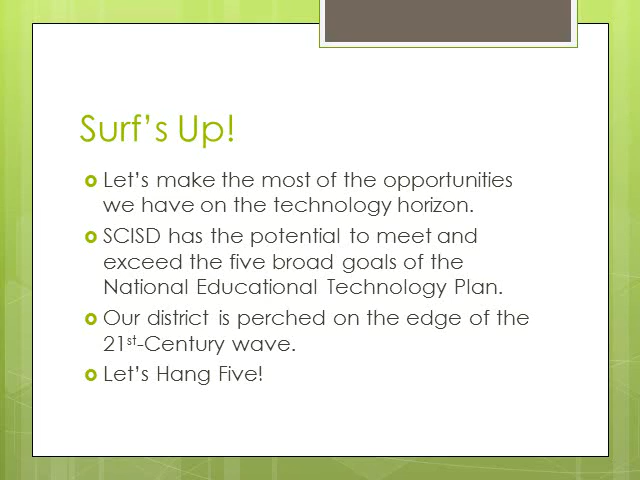 Surf’s Up!
Let’s make the most of the opportunities
we have on the technology horizon.
SCISD has the potential to meet and
exceed the five broad goals of the
National Educational Technology Plan.
Our district is perched on the edge of the
21st-Century wave.
Let’s Hang Five!